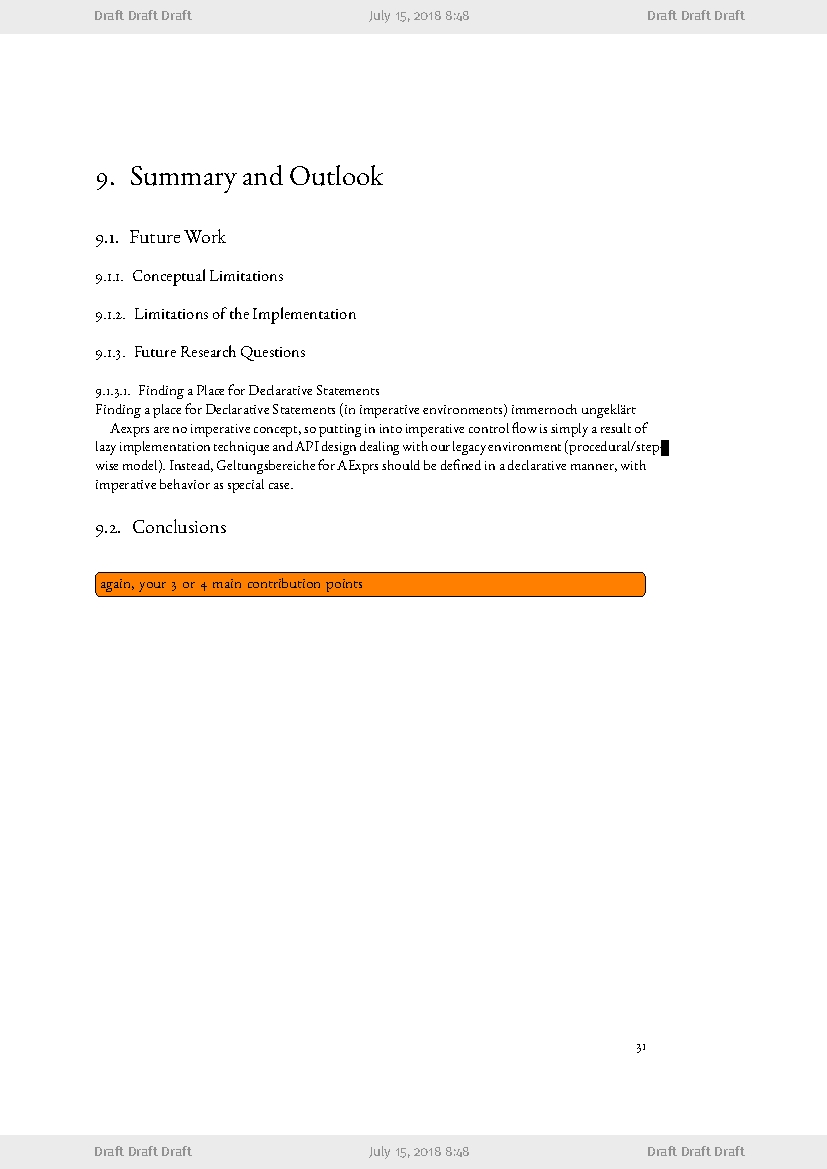 Draft Draft Draft July 15, 2018 8:48 Draft Draft Draft
9. Summary and Outlook
9.1. Future Work
9.1.1. Conceptual Limitations
9.1.2. Limitations of the Implementation
9.1.3. Future Research Questions
9.1.3.1. Finding a Place for Declarative Statements
Finding a place for Declarative Statements (in imperative environments) immernoch ungeklärt
Aexprs are no imperative concept, so putting in into imperative control flow is simply a result of
lazy implementation technique and API design dealing with our legacy environment (procedural/step-
wise model). Instead, Geltungsbereiche for AExprs should be defined in a declarative manner, with
imperative behavior as special case.
9.2. Conclusions
again, your 3 or 4 main contribution points
31
Draft Draft Draft July 15, 2018 8:48 Draft Draft Draft